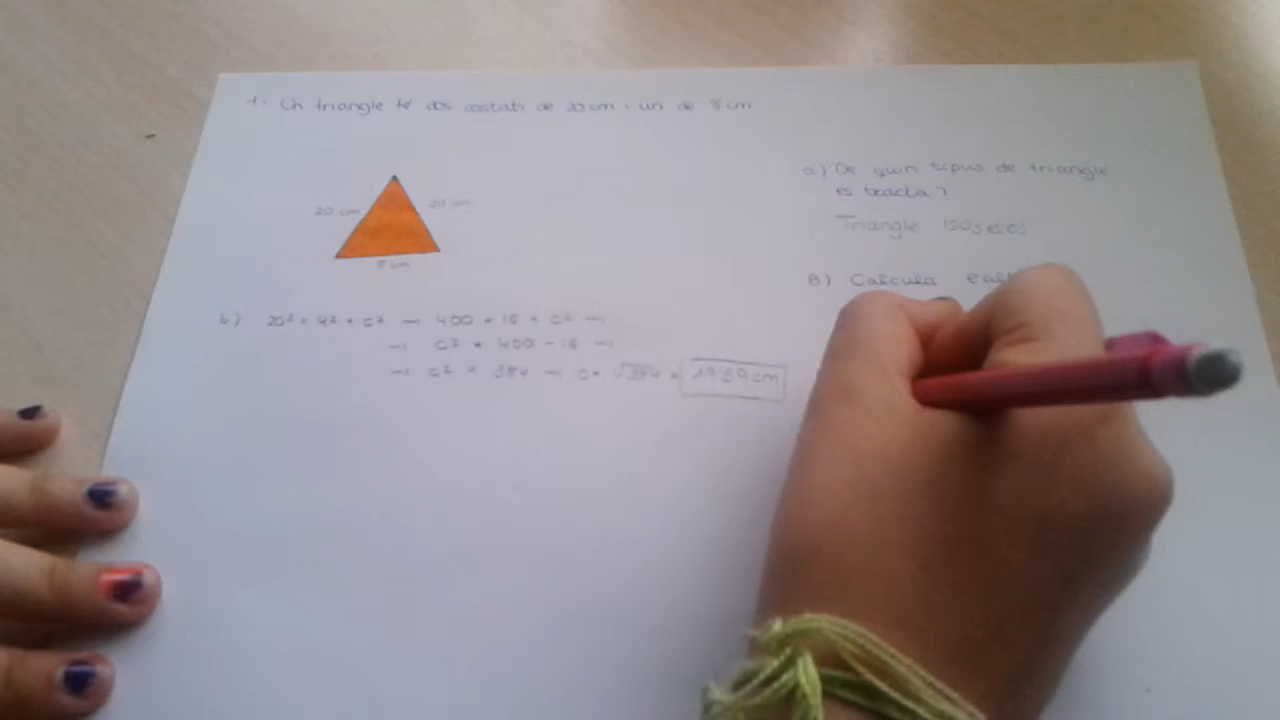 1- Un triangle té dos costats de 20 cm i un de 8 cm
20 cm
20 cm
8 cm
a) De quin tipus de triangle
es tracta?
Triangle isósceles
B) Calcula
b) 20² = 4² + c² → 400 = 16 + c² →
→ c² = 400 - 16 →
→ c² = 384 → c = √384 = 19'59 cm